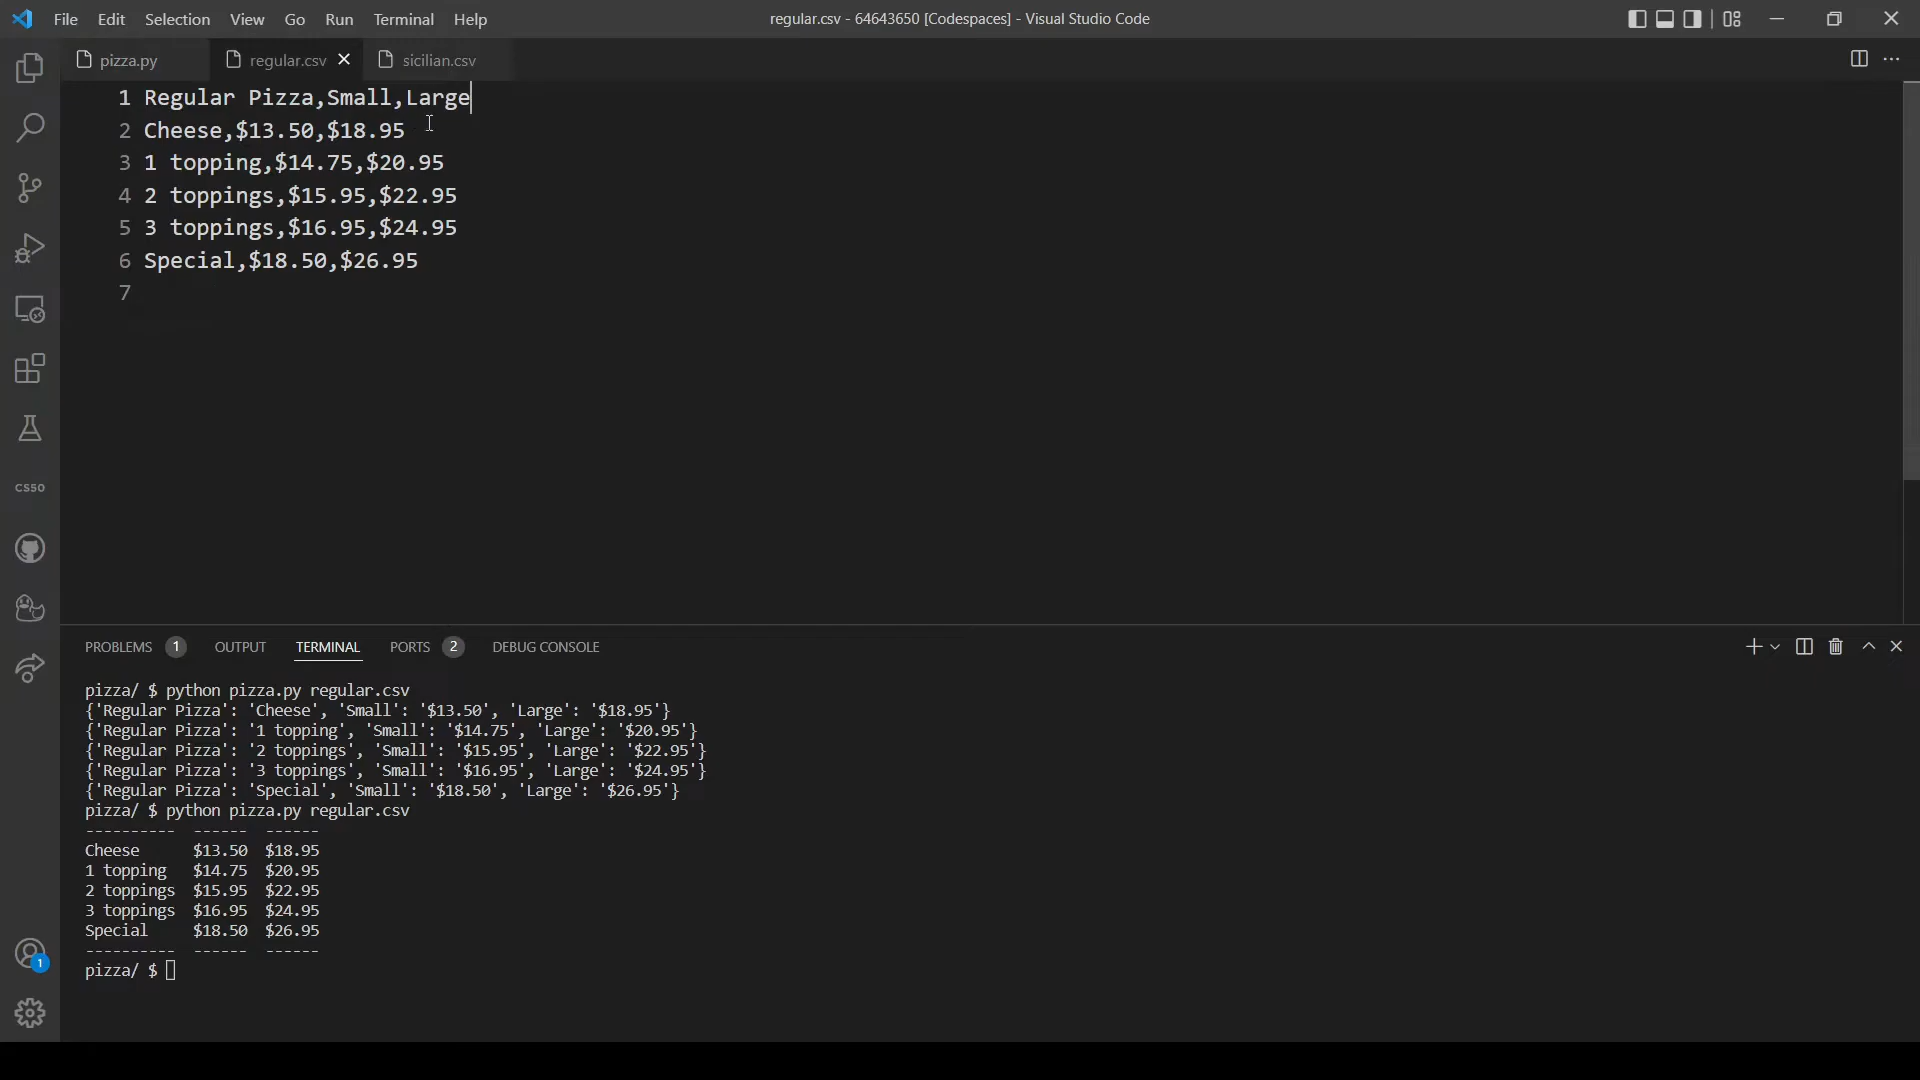 File Edit Selection View Go Run Terminal Help regular.csv - 64643650 [Codespaces] - Visual Studio Code
pizza.py regular.csv sicilian.csv
1 Regular Pizza,Small,Large
2 Cheese,$13.50,$18.95
3 1 topping,$14.75,$20.95
4 2 toppings,$15.95,$22.95
5 3 toppings,$16.95,$24.95
6 Special,$18.50,$26.95
7
CS50
PROBLEMS 1 OUTPUT TERMINAL PORTS 2 DEBUG CONSOLE
pizza/ $ python pizza.py regular.csv
{'Regular Pizza': 'Cheese', 'Small': '$13.50', 'Large': '$18.95'}
{'Regular Pizza': '1 topping', 'Small': '$14.75', 'Large': '$20.95'}
{'Regular Pizza': '2 toppings', 'Small': '$15.95', 'Large': '$22.95'}
{'Regular Pizza': '3 toppings', 'Small': '$16.95', 'Large': '$24.95'}
{'Regular Pizza': 'Special', 'Small': '$18.50', 'Large': '$26.95'}
pizza/ $ python pizza.py regular.csv
---------- ------ ------
Cheese $13.50 $18.95
1 topping $14.75 $20.95
2 toppings $15.95 $22.95
3 toppings $16.95 $24.95
Special $18.50 $26.95
---------- ------ ------
pizza/ $
1